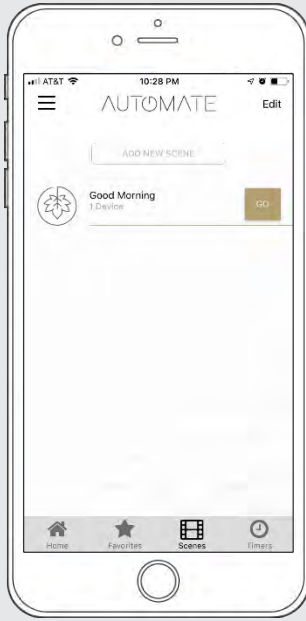 AT&T 10:28 PM
AUTOMATE Edit
ADD NEW SCENE
Good Morning
1 Device
GO
Home Favorites Scenes Timers